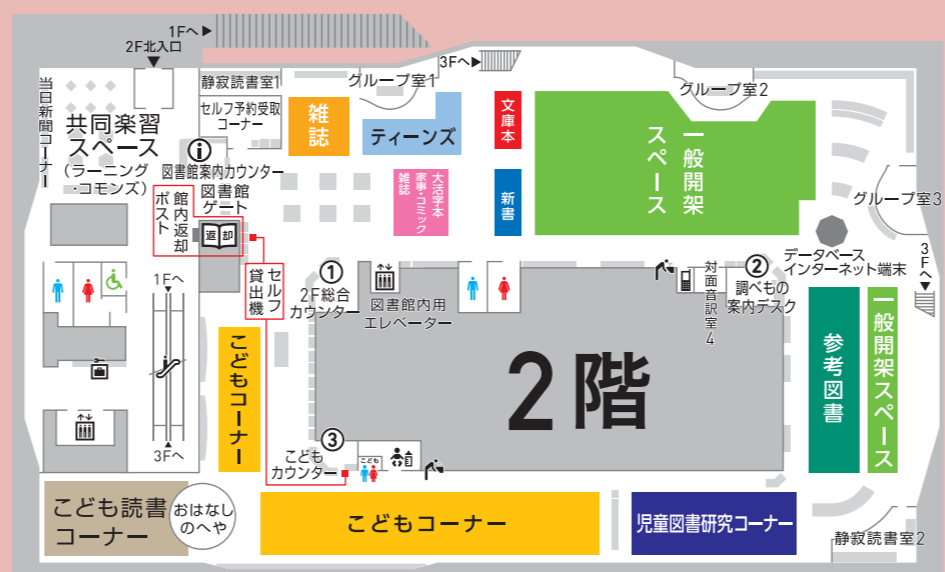 1Fへ▶
2F北入口
▼
3Fへ▶
当日新聞コーナー
共同楽習
スペース
（ラーニング
・コモンズ）
静寂読書室1
セルフ予約受取
コーナー
雑誌
グループ室1
ティーンズ
文庫本
グループ室2
一般開架
スペース
i
図書館案内カウンター
図書館
ゲート
館内返却
ポスト
返却
大活字本
家事・コミック
雑誌
新書
グループ室3
データベース
インターネット端末
3Fへ
▼
1Fへ
セルフ
貸出機
①
2F総合
カウンター
図書館内用
エレベーター
対面音訳室4
②
調べもの
案内デスク
こどもコーナー
2階
参考図書
一般開架スペース
3Fへ
③
こども
カウンター
こども
こども読書
コーナー
おはなし
のへや
こどもコーナー
児童図書研究コーナー
静寂読書室2